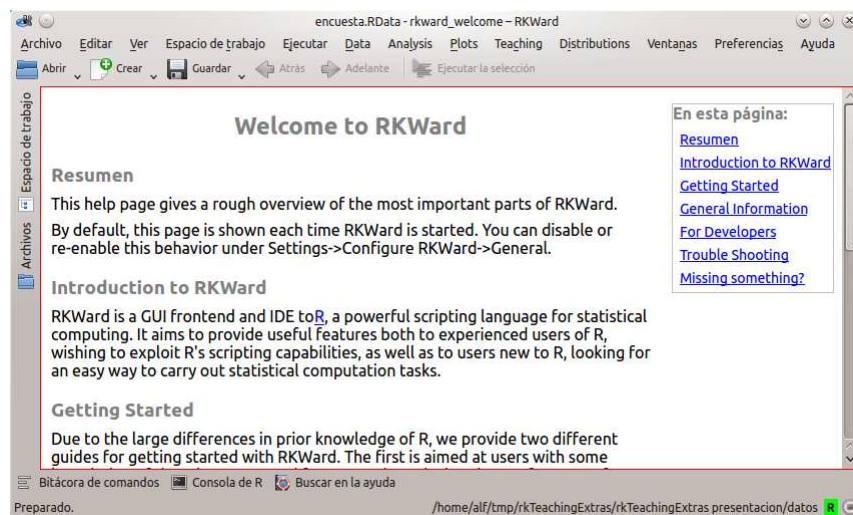 encuesta.RData - rkward_welcome – RKWard
Archivo Editar Ver Espacio de trabajo Ejecutar Data Analysis Plots Teaching Distributions Ventanas Preferencias Ayuda
Abrir Crear Guardar Atrás Adelante Ejecutar la selección
Espacio de trabajo
Archivos
Welcome to RKWard
Resumen
This help page gives a rough overview of the most important parts of RKWard.
By default, this page is shown each time RKWard is started. You can disable or
re-enable this behavior under Settings->Configure RKWard->General.
Introduction to RKWard
RKWard is a GUI frontend and IDE toR, a powerful scripting language for statistical
computing. It aims to provide useful features both to experienced users of R,
wishing to exploit R's scripting capabilities, as well as to users new to R, looking for
an easy way to carry out statistical computation tasks.
Getting Started
Due to the large differences in prior knowledge of R, we provide two different
guides for getting started with RKWard. The first is aimed at users with some
En esta página:
Resumen
Introduction to RKWard
Getting Started
General Information
For Developers
Trouble Shooting
Missing something?
Bitácora de comandos Consola de R Buscar en la ayuda
Preparado. /home/alf/tmp/rkTeachingExtras/rkTeachingExtras presentacion/datos R